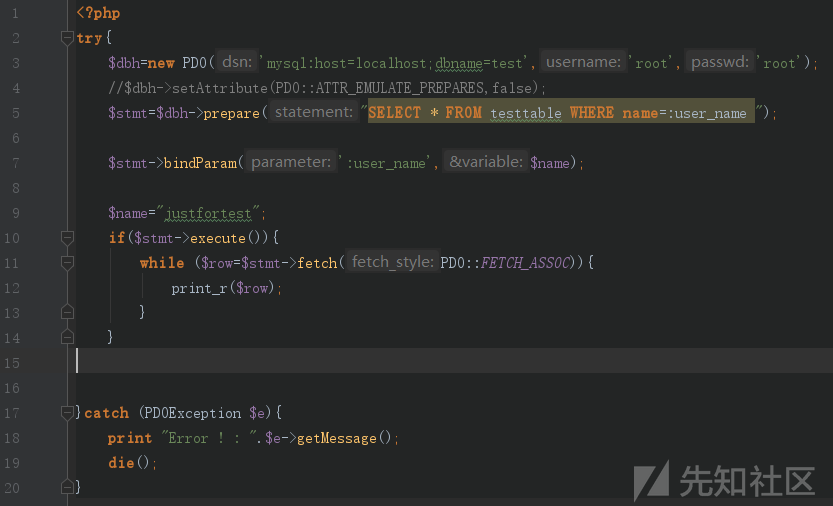 1 <?php
2 try{
3 $dbh=new PDO( dsn: 'mysql:host=localhost;dbname=test', username: 'root', passwd: 'root');
4 //$dbh->setAttribute(PDO::ATTR_EMULATE_PREPARES,false);
5 $stmt=$dbh->prepare( statement: "SELECT * FROM testtable WHERE name=:user_name ");
6
7 $stmt->bindParam( parameter: ':user_name', &variable: $name);
8
9 $name="justfortest";
10 if($stmt->execute()){
11 while ($row=$stmt->fetch( fetch_style: PDO::FETCH_ASSOC)){
12 print_r($row);
13 }
14 }
15
16
17 }catch (PDOException $e){
18 print "Error ! : ".$e->getMessage();
19 die();
20 }
先知社区